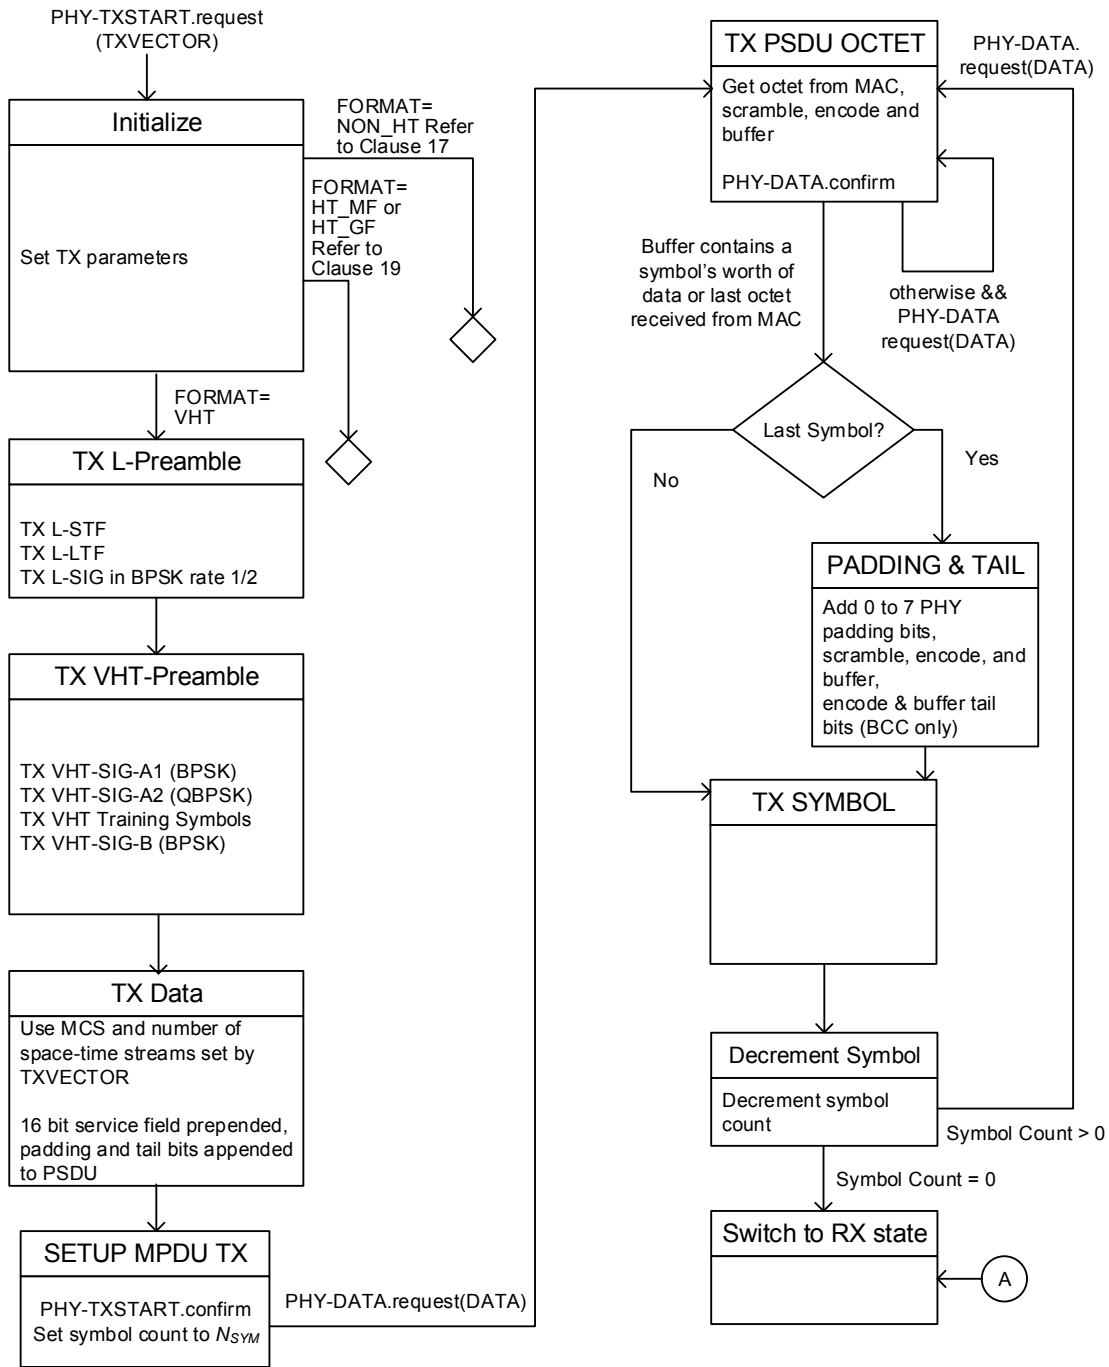 PHY-TXSTART.request
(TXVECTOR)
Initialize
Set TX parameters
FORMAT=
NON_HT Refer
to Clause 17
FORMAT=
HT_MF or
HT_GF
Refer to
Clause 19
FORMAT=
VHT
TX L-Preamble
TX L-STF
TX L-LTF
TX L-SIG in BPSK rate 1/2
TX VHT-Preamble
TX VHT-SIG-A1 (BPSK)
TX VHT-SIG-A2 (QBPSK)
TX VHT Training Symbols
TX VHT-SIG-B (BPSK)
TX Data
Use MCS and number of
space-time streams set by
TXVECTOR
16 bit service field prepended,
padding and tail bits appended
to PSDU
SETUP MPDU TX
PHY-TXSTART.confirm
Set symbol count to NSYM
PHY-DATA.request(DATA)
TX PSDU OCTET
Get octet from MAC,
scramble, encode and
buffer
PHY-DATA.confirm
PHY-DATA.
request(DATA)
Buffer contains a
symbol's worth of
data or last octet
received from MAC
otherwise &&
PHY-DATA
request(DATA)
Last Symbol?
No
Yes
PADDING & TAIL
Add 0 to 7 PHY
padding bits,
scramble, encode, and
buffer,
encode & buffer tail
bits (BCC only)
TX SYMBOL
Decrement Symbol
Decrement symbol
count
Symbol Count > 0
Symbol Count = 0
Switch to RX state
A